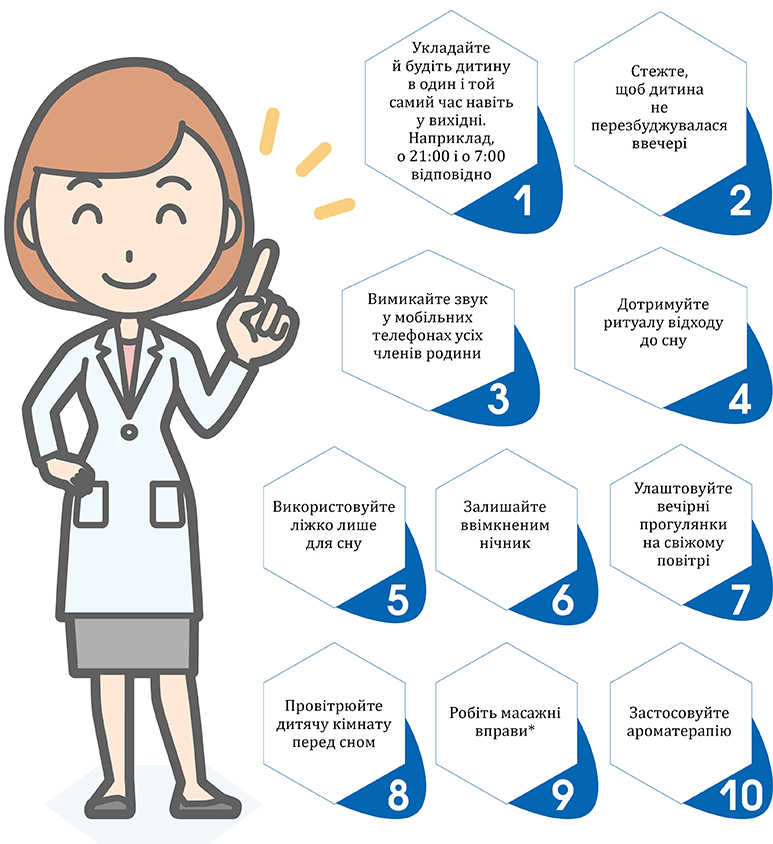 Укладайте
й будіть дитину
в один і той
самий час навіть
у вихідні.
Наприклад,
о 21:00 і о 7:00
відповідно
1
Стежте,
щоб дитина
не
перезбуджувалася
ввечері
2
Вимикайте звук
у мобільних
телефонах усіх
членів родини
3
Дотримуйте
ритуалу відходу
до сну
4
Використовуйте
ліжко лише
для сну
5
Залишайте
ввімкненим
нічник
6
Улаштовуйте
вечірні
прогулянки
на свіжому
повітрі
7
Провітрюйте
дитячу кімнату
перед сном
8
Робіть масажні
вправи*
9
Застосовуйте
ароматерапію
10